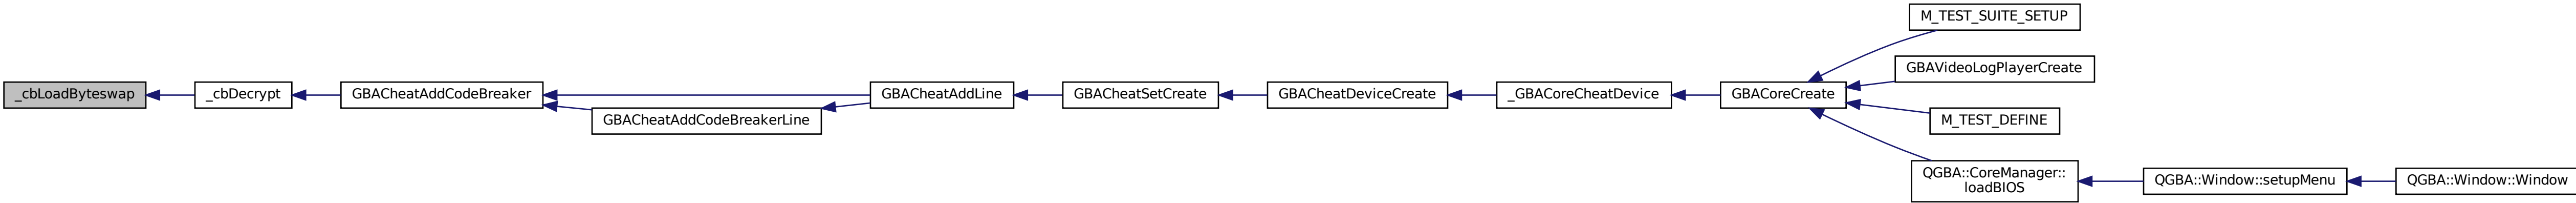 _cbLoadByteswap
_cbDecrypt
GBACheatAddCodeBreaker
GBACheatAddCodeBreakerLine
GBACheatAddLine
GBACheatSetCreate
GBACheatDeviceCreate
_GBACoreCheatDevice
GBACoreCreate
M_TEST_SUITE_SETUP
GBAVideoLogPlayerCreate
M_TEST_DEFINE
QGBA::CoreManager::
loadBIOS
QGBA::Window::setupMenu
QGBA::Window::Window